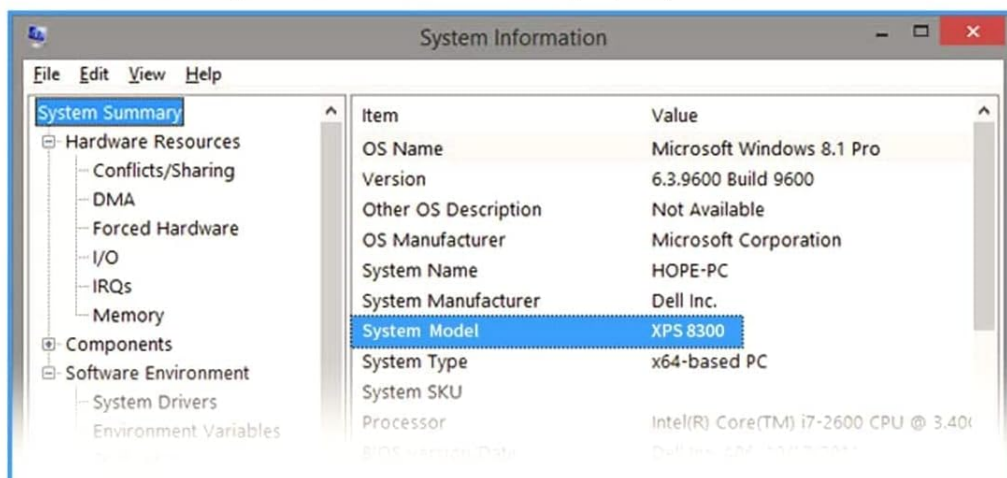 System Information
File Edit View Help
System Summary
Hardware Resources
Conflicts/Sharing
DMA
Forced Hardware
I/O
IRQs
Memory
Components
Software Environment
System Drivers
Environment Variables
Item Value
OS Name Microsoft Windows 8.1 Pro
Version 6.3.9600 Build 9600
Other OS Description Not Available
OS Manufacturer Microsoft Corporation
System Name HOPE-PC
System Manufacturer Dell Inc.
System Model XPS 8300
System Type x64-based PC
System SKU
Processor Intel(R) Core(TM) i7-2600 CPU @ 3.40